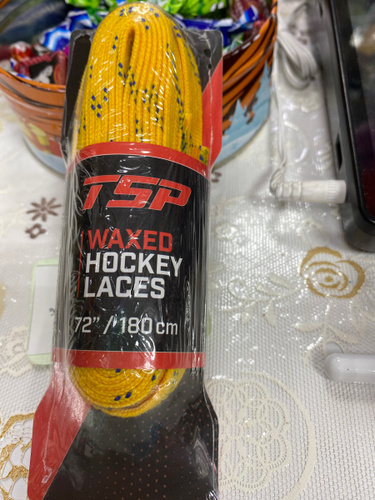 TSP
WAXED
HOCKEY
LACES
72" / 180 cm